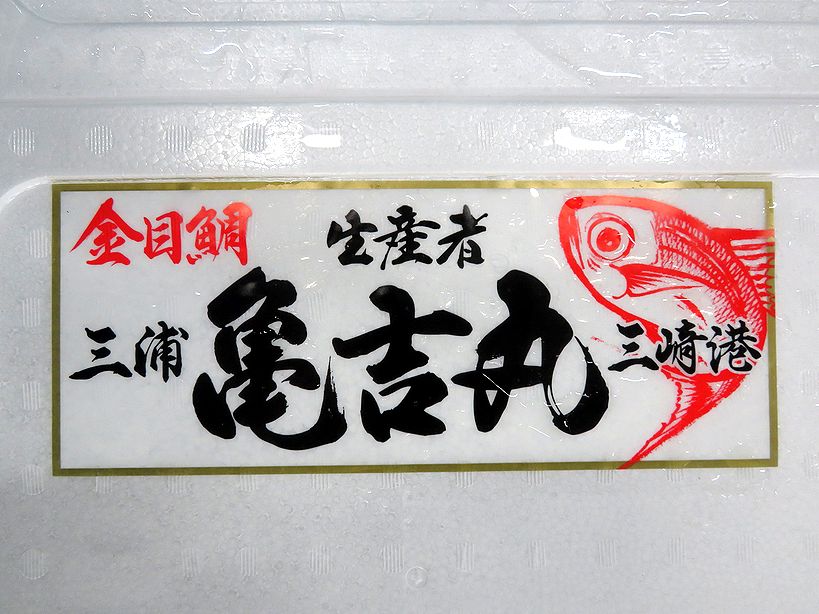 金目鯛 生産者
三浦 亀吉丸 三崎港